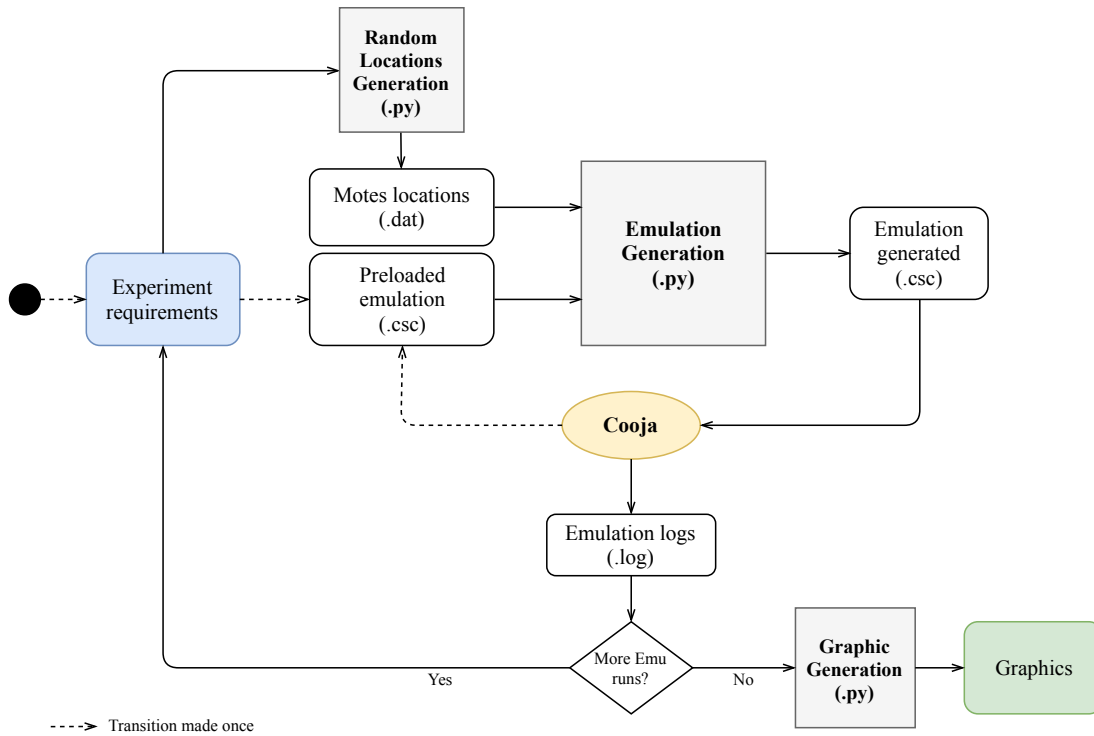 Random
Locations
Generation
(.py)
Motes locations
(.dat)
Emulation
Generation
(.py)
Emulation
generated
(.csc)
Experiment
requirements
Preloaded
emulation
(.csc)
Cooja
Emulation logs
(.log)
More Emu
runs?
Yes
No
Graphic
Generation
(.py)
Graphics
Transition made once